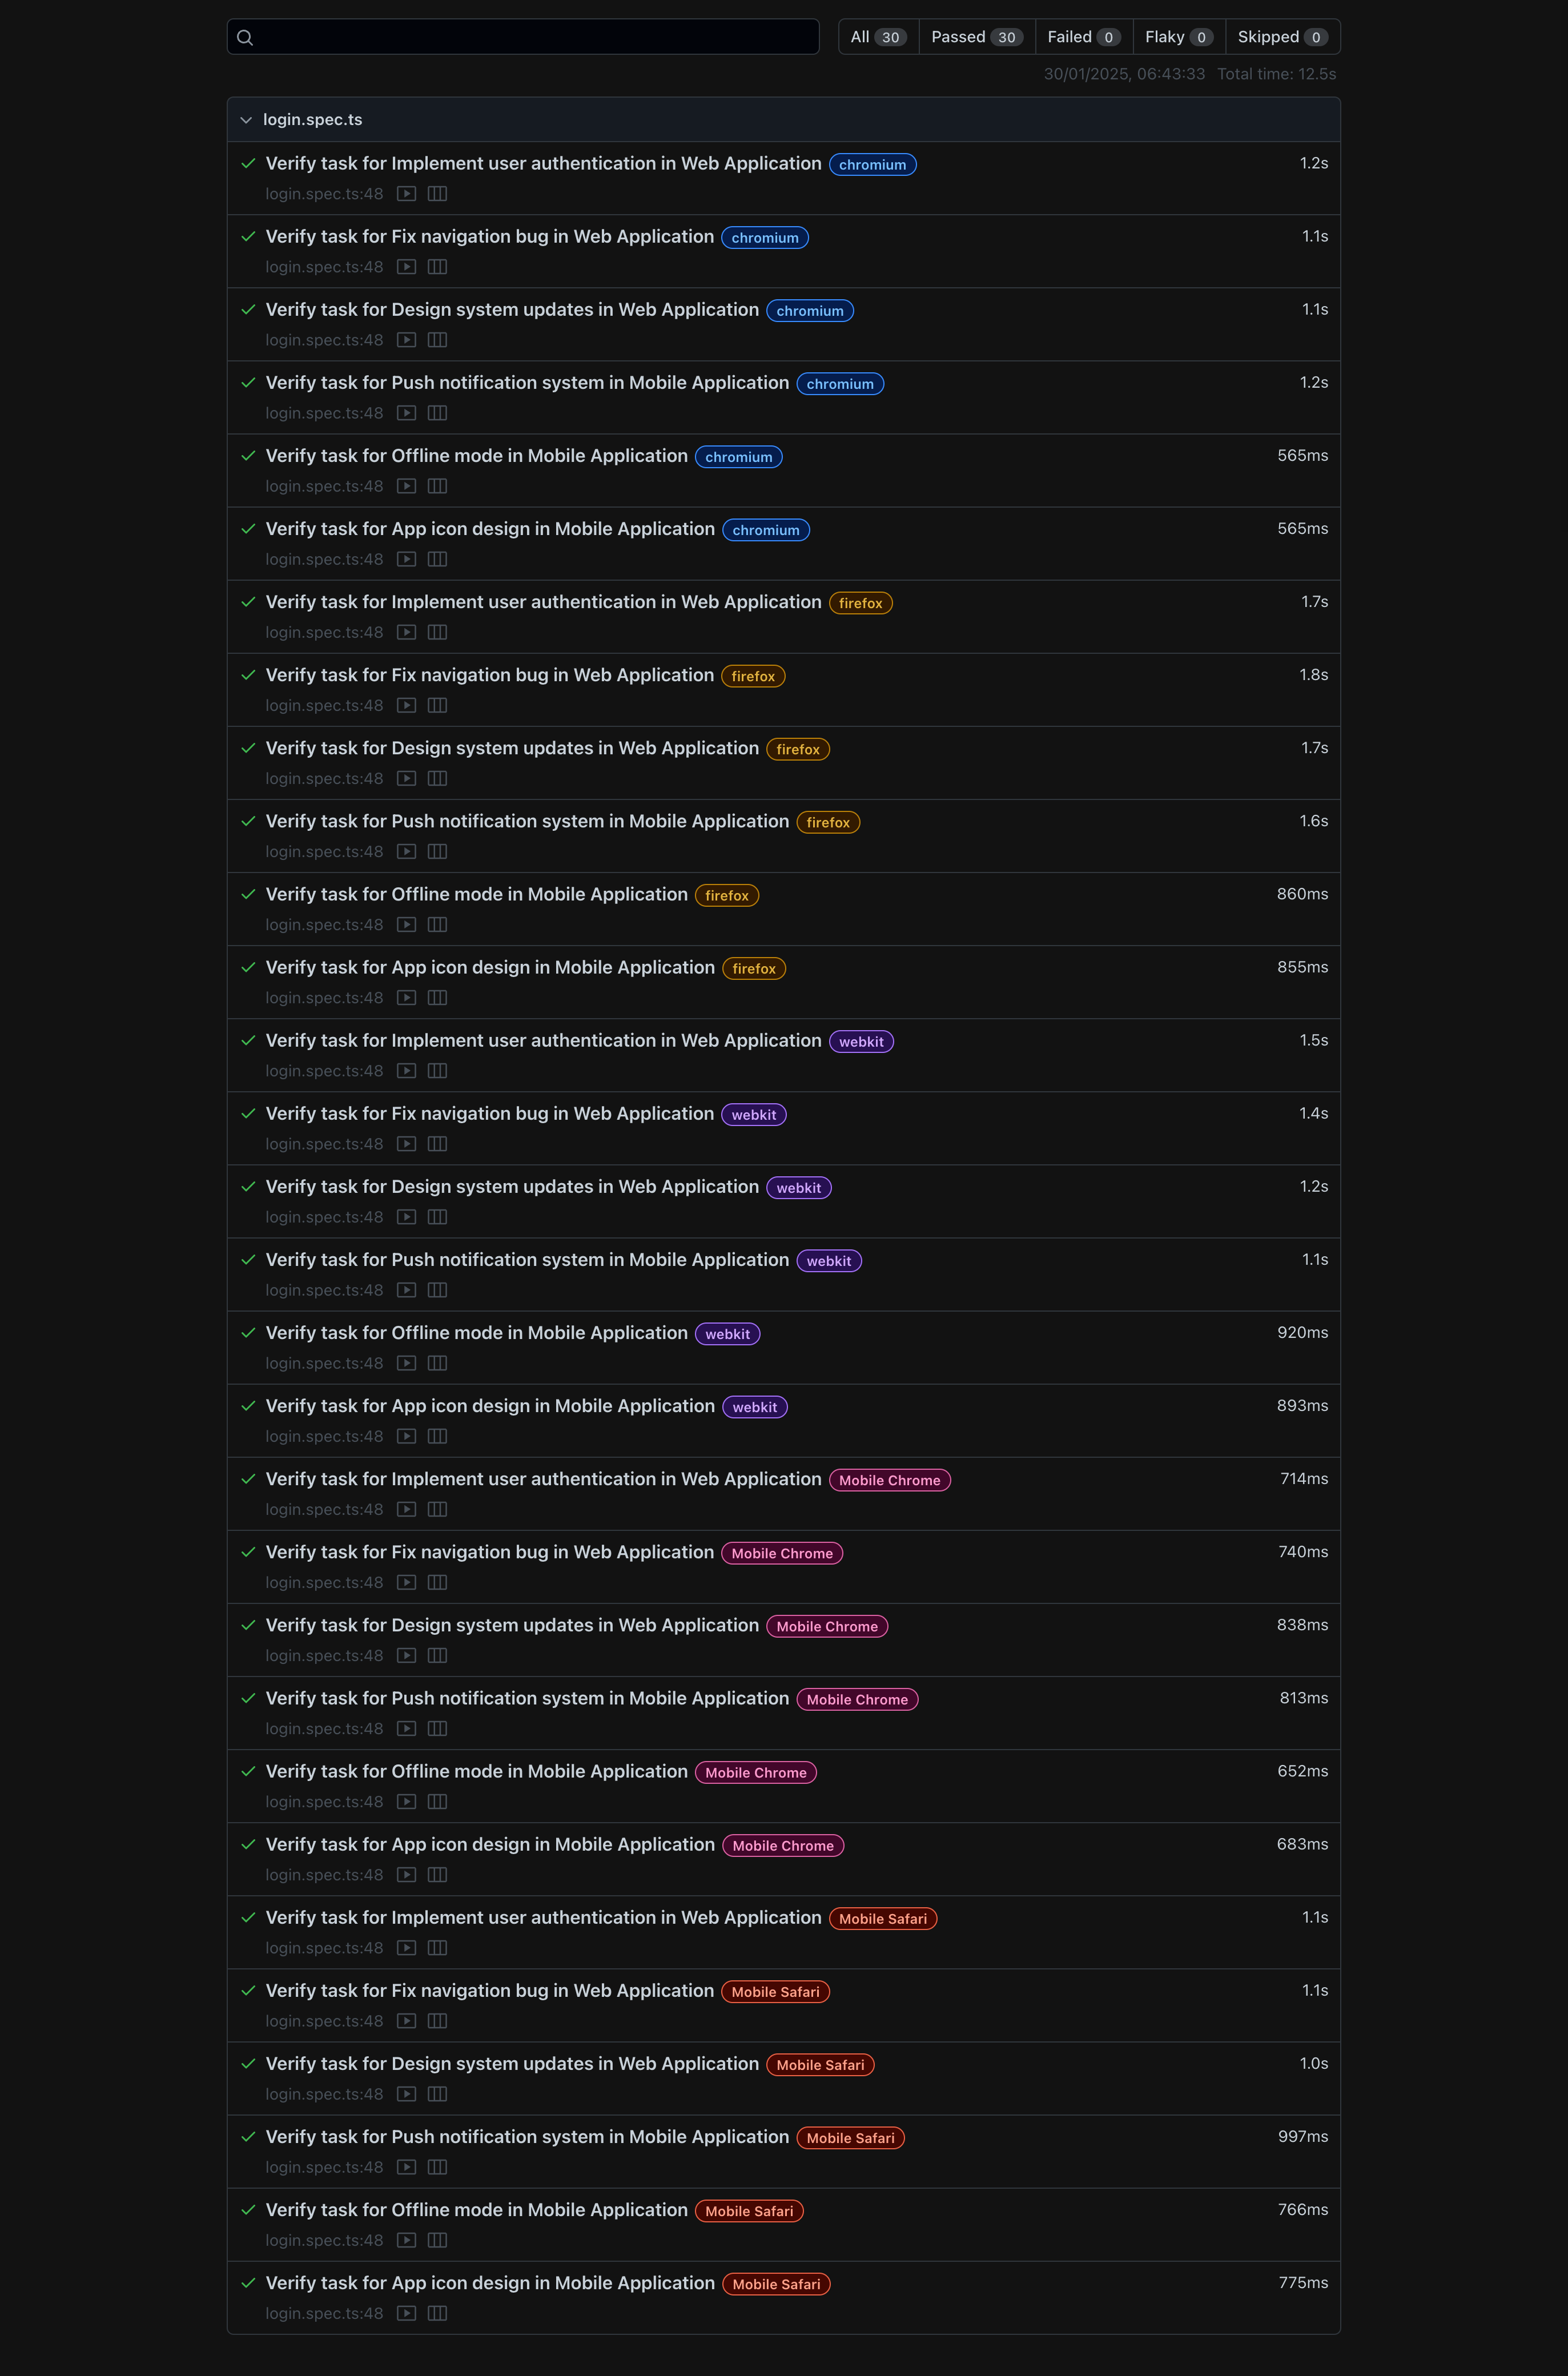 All 30 Passed 30 Failed 0 Flaky 0 Skipped 0
30/01/2025, 06:43:33 Total time: 12.5s
login.spec.ts
Verify task for Implement user authentication in Web Application chromium 1.2s
login.spec.ts:48
Verify task for Fix navigation bug in Web Application chromium 1.1s
login.spec.ts:48
Verify task for Design system updates in Web Application chromium 1.1s
login.spec.ts:48
Verify task for Push notification system in Mobile Application chromium 1.2s
login.spec.ts:48
Verify task for Offline mode in Mobile Application chromium 565ms
login.spec.ts:48
Verify task for App icon design in Mobile Application chromium 565ms
login.spec.ts:48
Verify task for Implement user authentication in Web Application firefox 1.7s
login.spec.ts:48
Verify task for Fix navigation bug in Web Application firefox 1.8s
login.spec.ts:48
Verify task for Design system updates in Web Application firefox 1.7s
login.spec.ts:48
Verify task for Push notification system in Mobile Application firefox 1.6s
login.spec.ts:48
Verify task for Offline mode in Mobile Application firefox 860ms
login.spec.ts:48
Verify task for App icon design in Mobile Application firefox 855ms
login.spec.ts:48
Verify task for Implement user authentication in Web Application webkit 1.5s
login.spec.ts:48
Verify task for Fix navigation bug in Web Application webkit 1.4s
login.spec.ts:48
Verify task for Design system updates in Web Application webkit 1.2s
login.spec.ts:48
Verify task for Push notification system in Mobile Application webkit 1.1s
login.spec.ts:48
Verify task for Offline mode in Mobile Application webkit 920ms
login.spec.ts:48
Verify task for App icon design in Mobile Application webkit 893ms
login.spec.ts:48
Verify task for Implement user authentication in Web Application Mobile Chrome 714ms
login.spec.ts:48
Verify task for Fix navigation bug in Web Application Mobile Chrome 740ms
login.spec.ts:48
Verify task for Design system updates in Web Application Mobile Chrome 838ms
login.spec.ts:48
Verify task for Push notification system in Mobile Application Mobile Chrome 813ms
login.spec.ts:48
Verify task for Offline mode in Mobile Application Mobile Chrome 652ms
login.spec.ts:48
Verify task for App icon design in Mobile Application Mobile Chrome 683ms
login.spec.ts:48
Verify task for Implement user authentication in Web Application Mobile Safari 1.1s
login.spec.ts:48
Verify task for Fix navigation bug in Web Application Mobile Safari 1.1s
login.spec.ts:48
Verify task for Design system updates in Web Application Mobile Safari 1.0s
login.spec.ts:48
Verify task for Push notification system in Mobile Application Mobile Safari 997ms
login.spec.ts:48
Verify task for Offline mode in Mobile Application Mobile Safari 766ms
login.spec.ts:48
Verify task for App icon design in Mobile Application Mobile Safari 775ms
login.spec.ts:48